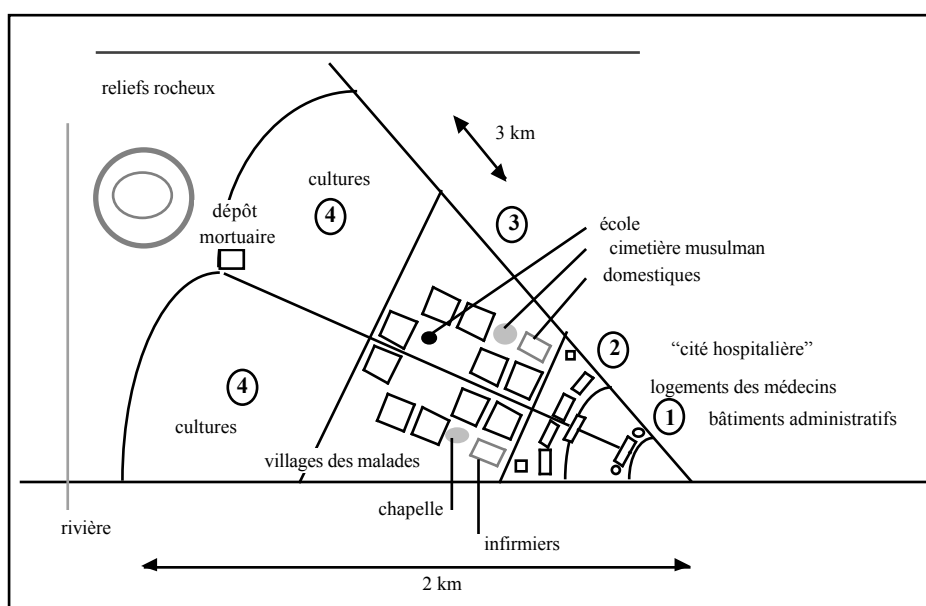 reliefs rocheux
3 km
cultures
4
dépôt
mortuaire
3
école
cimetière musulman
domestiques
2
“cité hospitalière”
4
logements des médecins
1
bâtiments administratifs
cultures
villages des malades
chapelle
rivière
infirmiers
2 km